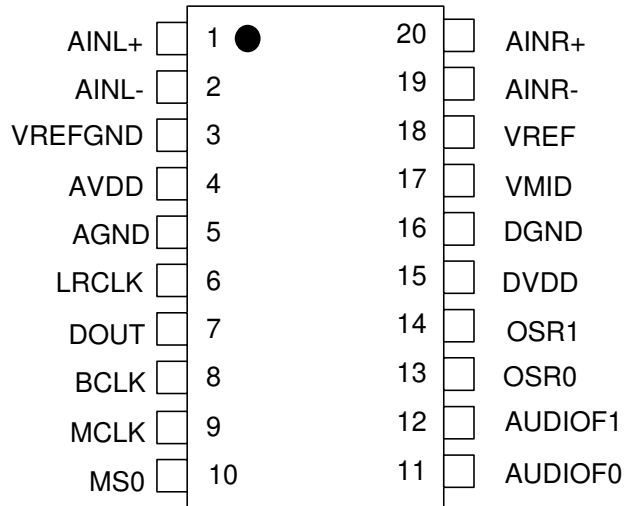 AINL+ 1 20 AINR+
AINL- 2 19 AINR-
VREFGND 3 18 VREF
AVDD 4 17 VMID
AGND 5 16 DGND
LRCLK 6 15 DVDD
DOUT 7 14 OSR1
BCLK 8 13 OSR0
MCLK 9 12 AUDIOF1
MS0 10 11 AUDIOF0